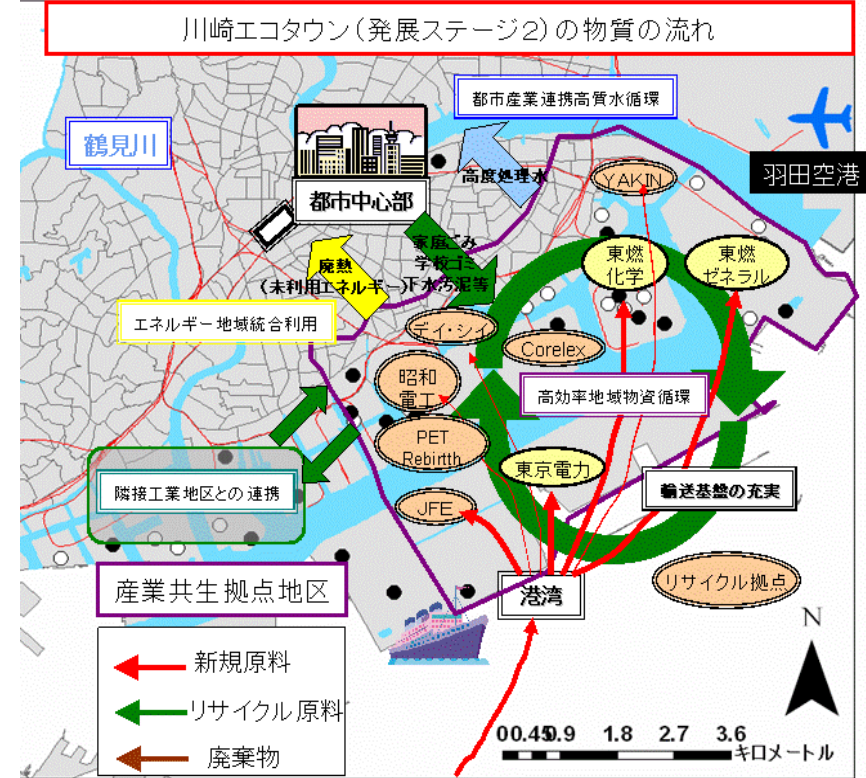 川崎エコタウン(発展ステージ2)の物質の流れ
都市産業連携高質水循環
鶴見川
羽田空港
高度処理水
YAKIN
都市中心部
家庭ごみ
学校ゴミ
下水汚泥等
廃熱
(未利用エネルギー)
東燃
化学
東燃
ゼネラル
エネルギー地域統合利用
デイ・シイ
Corelex
昭和
電工
高効率地域物資循環
PET
Rebirtth
東京電力
輸送基盤の充実
隣接工業地区との連携
JFE
産業共生拠点地区
港湾
リサイクル拠点
N
新規原料
リサイクル原料
廃棄物
00.450.9 1.8 2.7 3.6
キロメートル